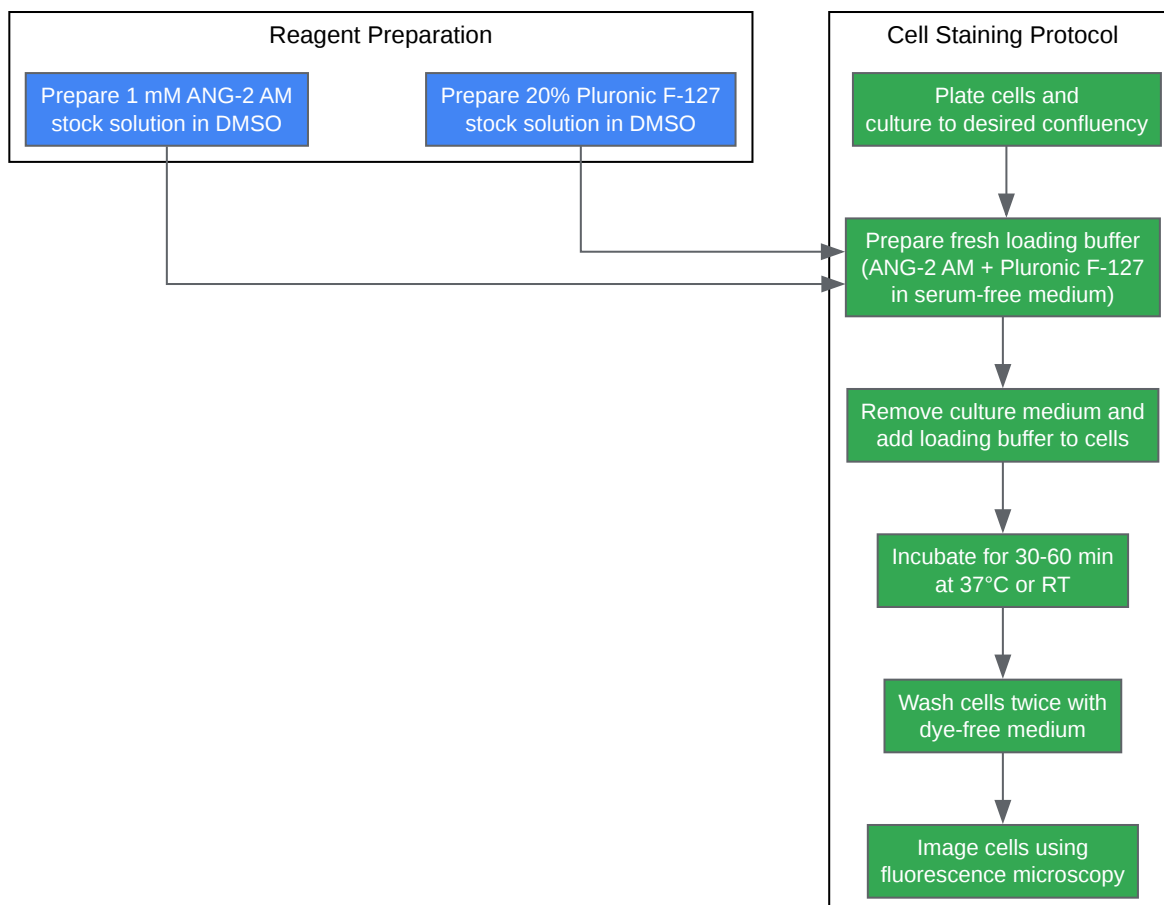 Reagent Preparation
Prepare 1 mM ANG-2 AM
stock solution in DMSO
Prepare 20% Pluronic F-127
stock solution in DMSO
Cell Staining Protocol
Plate cells and
culture to desired confluency
Prepare fresh loading buffer
(ANG-2 AM + Pluronic F-127
in serum-free medium)
Remove culture medium and
add loading buffer to cells
Incubate for 30-60 min
at 37°C or RT
Wash cells twice with
dye-free medium
Image cells using
fluorescence microscopy